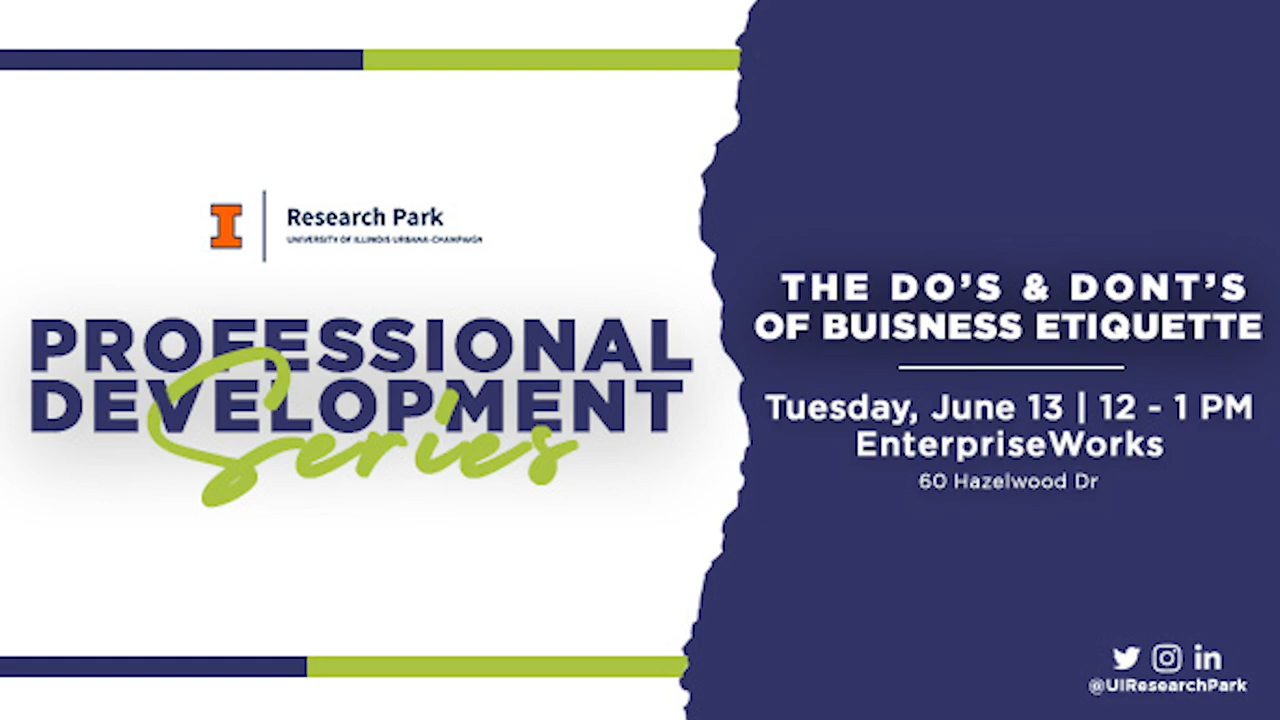 I
Research Park
UNIVERSITY OF ILLINOIS URBANA-CHAMPAIGN
PROFESSIONAL
DEVELOPMENT
Series
THE DO'S & DONT'S
OF BUISNESS ETIQUETTE
Tuesday, June 13 | 12 - 1 PM
EnterpriseWorks
60 Hazelwood Dr
in
@UIResearchPark